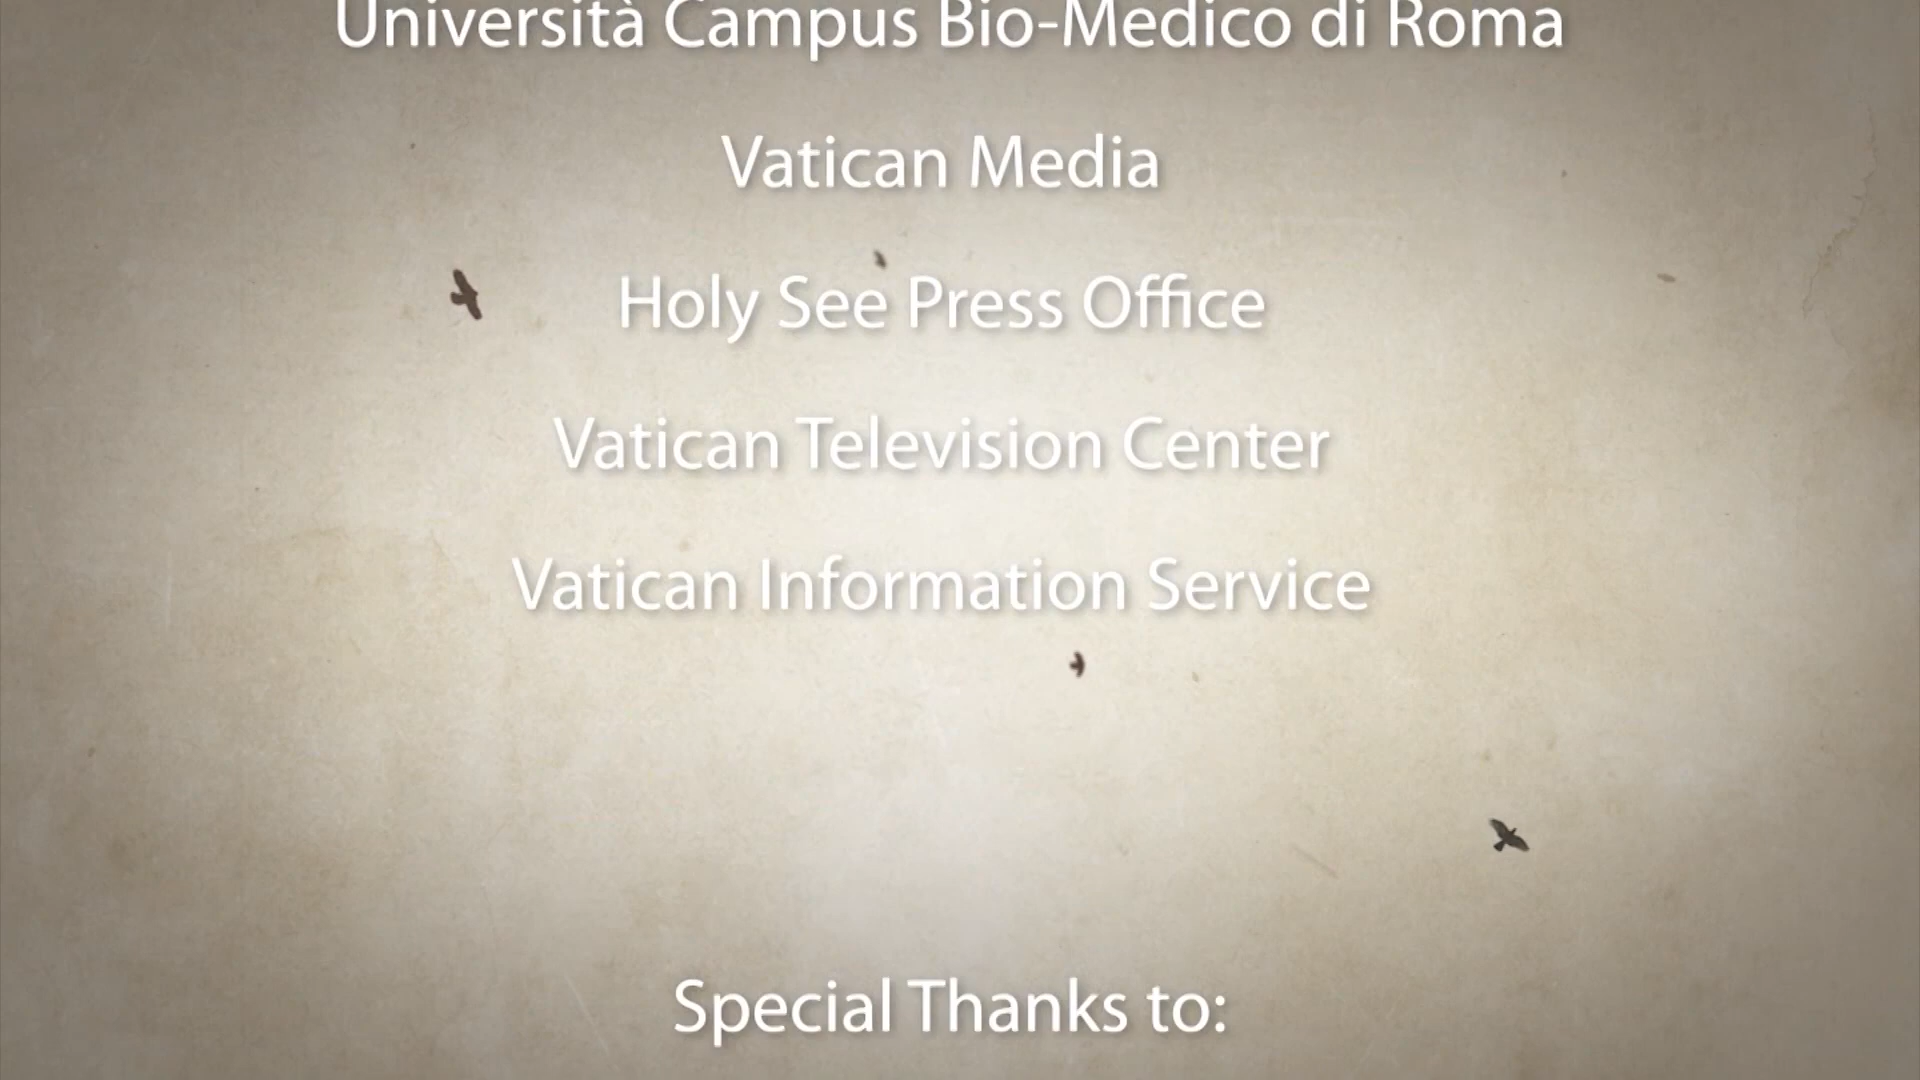 Università Campus Bio-Medico di Roma
Vatican Media
Holy See Press Office
Vatican Television Center
Vatican Information Service
Special Thanks to: